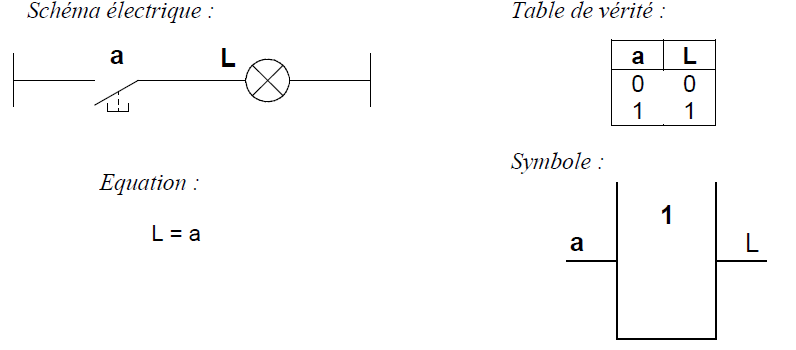 Schéma électrique :
a
L
Equation :
L = a
Table de vérité :
a L
0 0
1 1
Symbole :
1
a
L